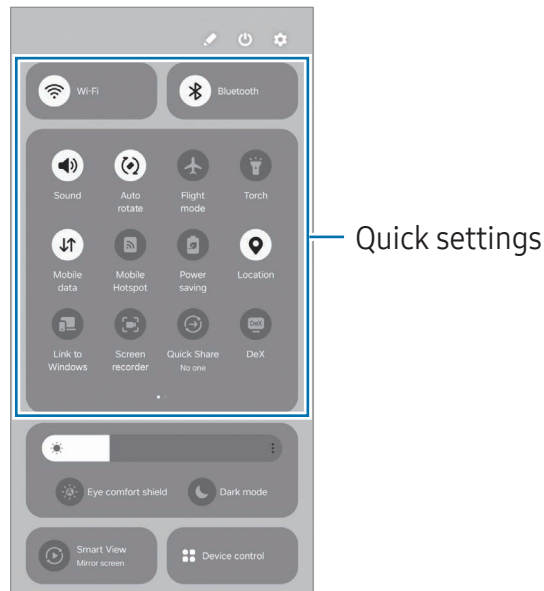 Wi-Fi
Bluetooth
Sound
Auto
rotate
Flight
mode
Torch
Mobile
data
Mobile
Hotspot
Power
saving
Location
Link to
Windows
Screen
recorder
Quick Share
No one
DeX
DeX
Quick settings
Eye comfort shield
Dark mode
Smart View
Mirror screen
Device control